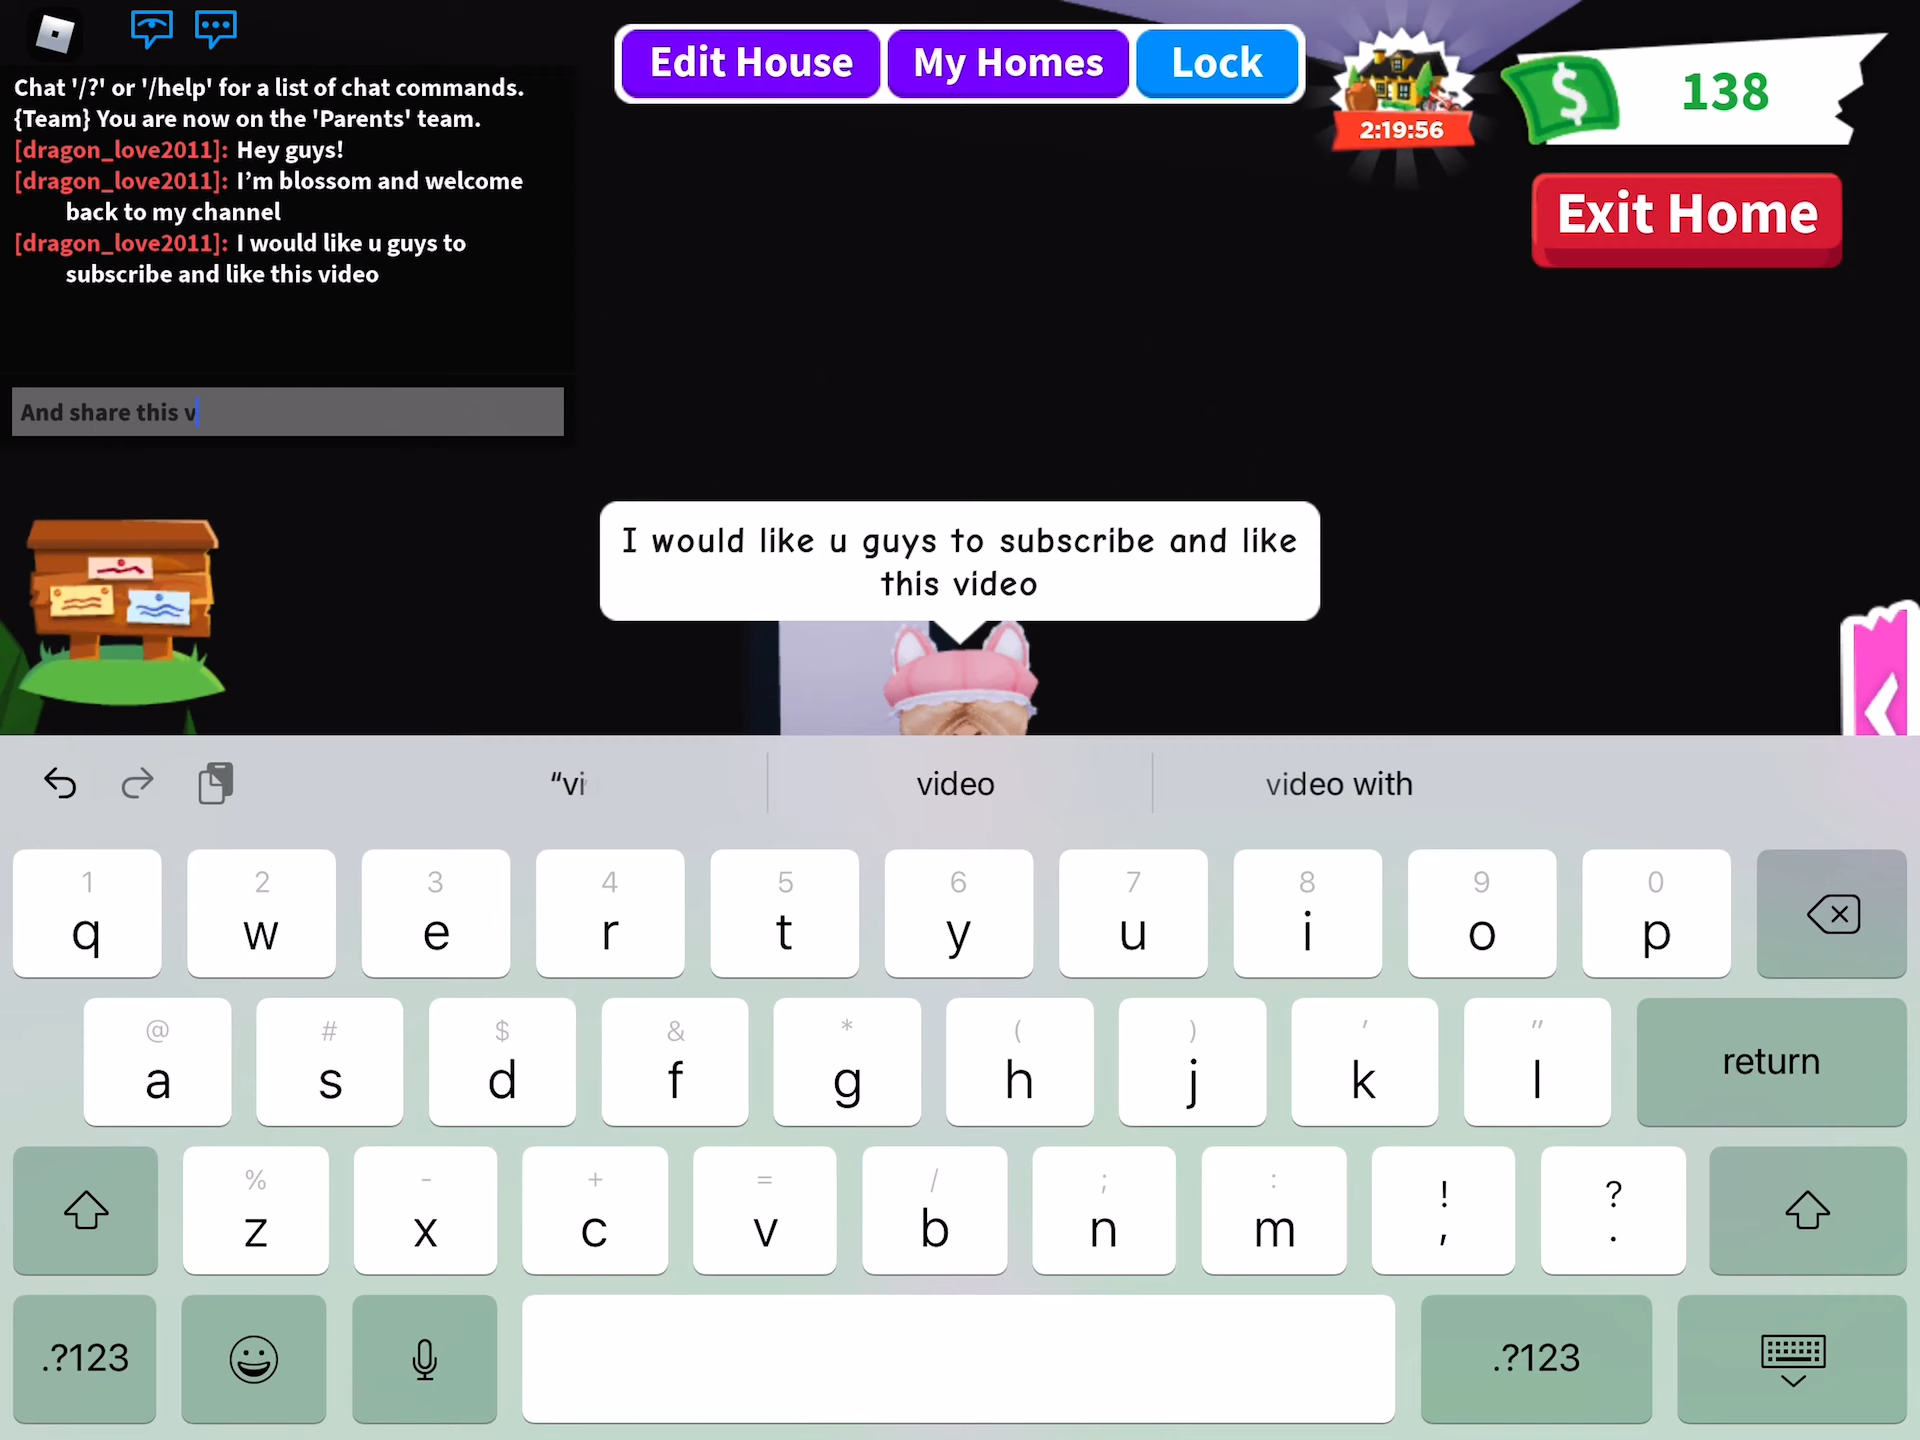 Edit House My Homes Lock
2:19:56
138
Exit Home
Chat '/?' or '/help' for a list of chat commands.
{Team} You are now on the 'Parents' team.
[dragon_love2011]: Hey guys!
[dragon_love2011]: I’m blossom and welcome
back to my channel
[dragon_love2011]: I would like u guys to
subscribe and like this video
And share this v
I would like u guys to subscribe and like
this video
“vi video video with
1 2 3 4 5 6 7 8 9 0
q w e r t y u i o p
@ # $ & * ( ) ' "
a s d f g h j k l return
% - + = / ; : ! ?
z x c v b n m , .
.?123 .?123